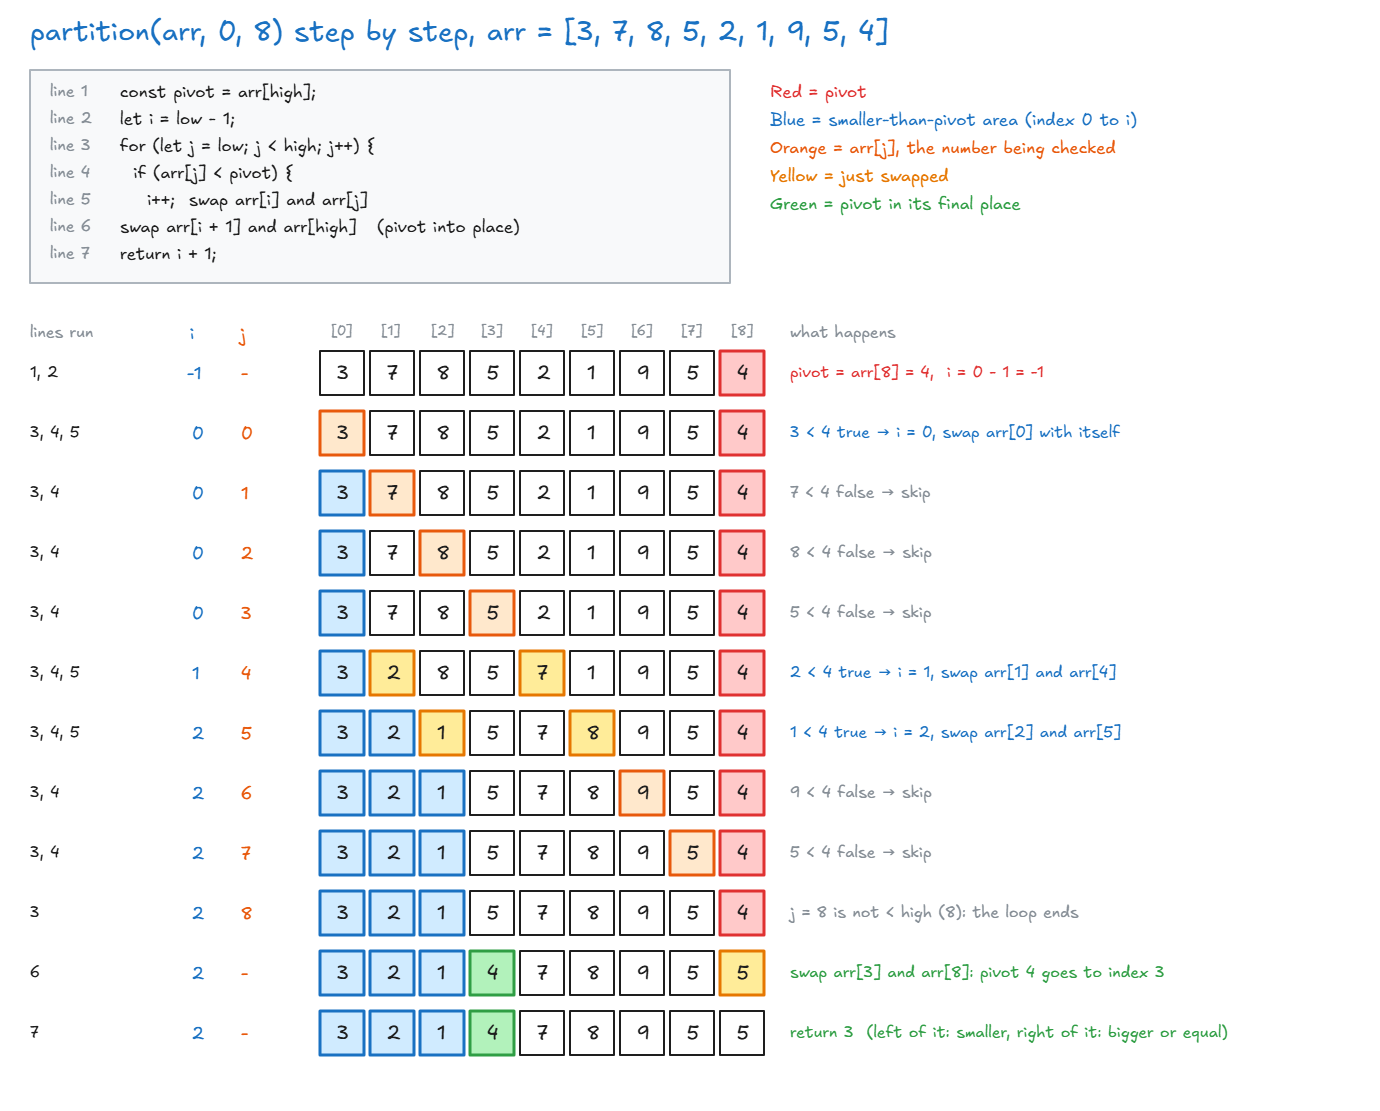 partition(arr, 0, 8) step by step, arr = [3, 7, 8, 5, 2, 1, 9, 5, 4]
line 1 const pivot = arr[high];
line 2 let i = low - 1;
line 3 for (let j = low; j < high; j++) {
line 4 if (arr[j] < pivot) {
line 5 i++; swap arr[i] and arr[j]
line 6 swap arr[i + 1] and arr[high] (pivot into place)
line 7 return i + 1;
Red = pivot
Blue = smaller-than-pivot area (index 0 to i)
Orange = arr[j], the number being checked
Yellow = just swapped
Green = pivot in its final place
lines run i j [0] [1] [2] [3] [4] [5] [6] [7] [8] what happens
1, 2 -1 - 3 7 8 5 2 1 9 5 4 pivot = arr[8] = 4, i = 0 - 1 = -1
3, 4, 5 0 0 3 7 8 5 2 1 9 5 4 3 < 4 true → i = 0, swap arr[0] with itself
3, 4 0 1 3 7 8 5 2 1 9 5 4 7 < 4 false → skip
3, 4 0 2 3 7 8 5 2 1 9 5 4 8 < 4 false → skip
3, 4 0 3 3 7 8 5 2 1 9 5 4 5 < 4 false → skip
3, 4, 5 1 4 3 2 8 5 7 1 9 5 4 2 < 4 true → i = 1, swap arr[1] and arr[4]
3, 4, 5 2 5 3 2 1 5 7 8 9 5 4 1 < 4 true → i = 2, swap arr[2] and arr[5]
3, 4 2 6 3 2 1 5 7 8 9 5 4 9 < 4 false → skip
3, 4 2 7 3 2 1 5 7 8 9 5 4 5 < 4 false → skip
3 2 8 3 2 1 5 7 8 9 5 4 j = 8 is not < high (8): the loop ends
6 2 - 3 2 1 4 7 8 9 5 5 swap arr[3] and arr[8]: pivot 4 goes to index 3
7 2 - 3 2 1 4 7 8 9 5 5 return 3 (left of it: smaller, right of it: bigger or equal)